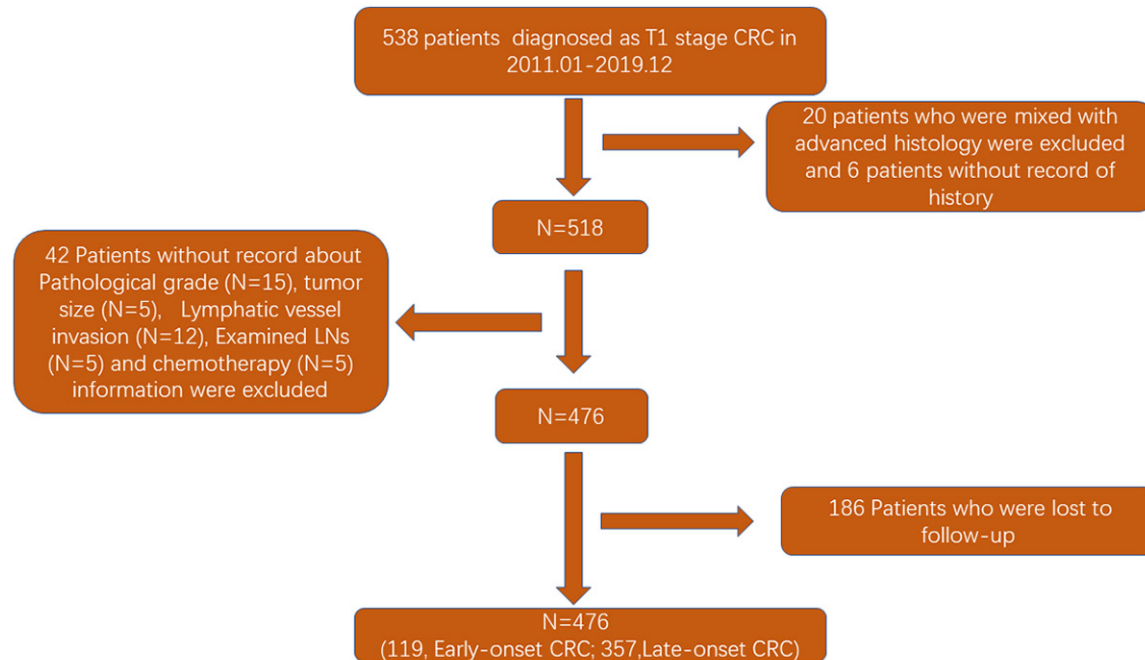 538 patients diagnosed as T1 stage CRC in
2011.01-2019.12
20 patients who were mixed with
advanced histology were excluded
and 6 patients without record of
history
N=518
42 Patients without record about
Pathological grade (N=15), tumor
size (N=5), Lymphatic vessel
invasion (N=12), Examined LNs
(N=5) and chemotherapy (N=5)
information were excluded
N=476
186 Patients who were lost to
follow-up
N=476
(119, Early-onset CRC; 357,Late-onset CRC)